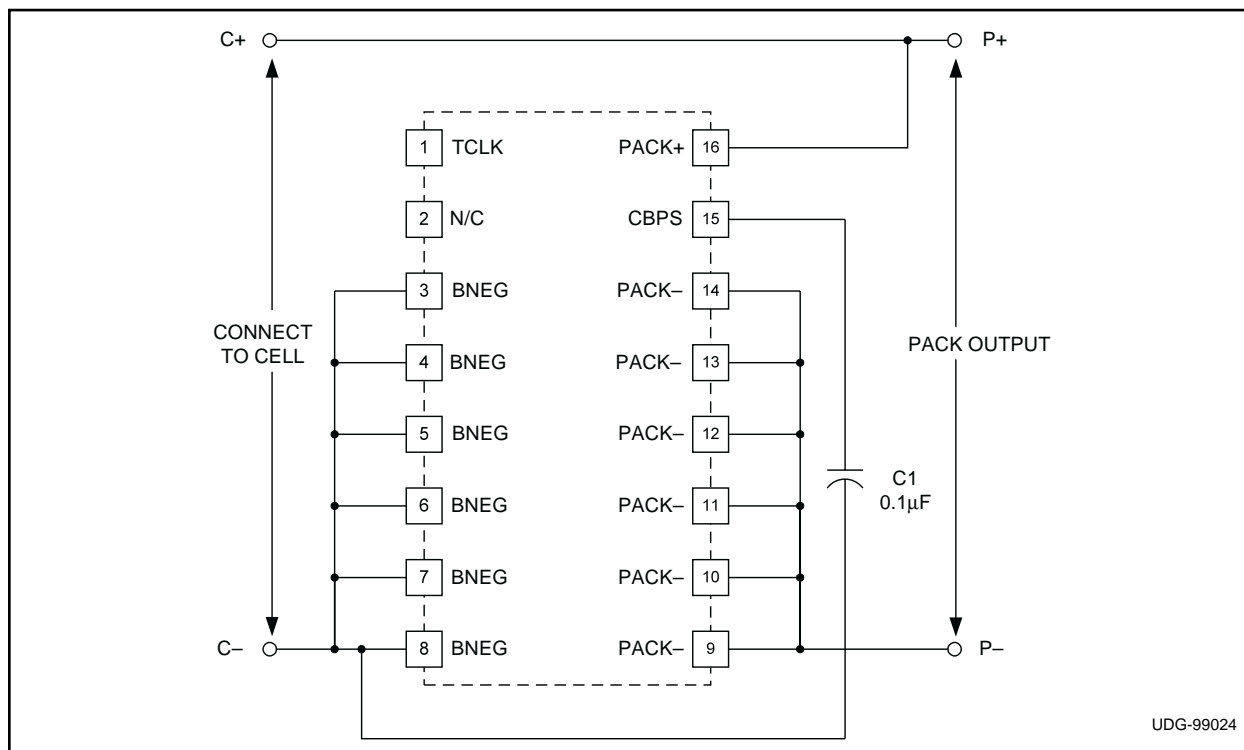 C+
P+
1 TCLK PACK+ 16
2 N/C CBPS 15
3 BNEG PACK– 14
CONNECT
TO CELL
4 BNEG PACK– 13
PACK OUTPUT
5 BNEG PACK– 12
C1
0.1μF
6 BNEG PACK– 11
7 BNEG PACK– 10
C–
8 BNEG PACK– 9
P–
UDG-99024